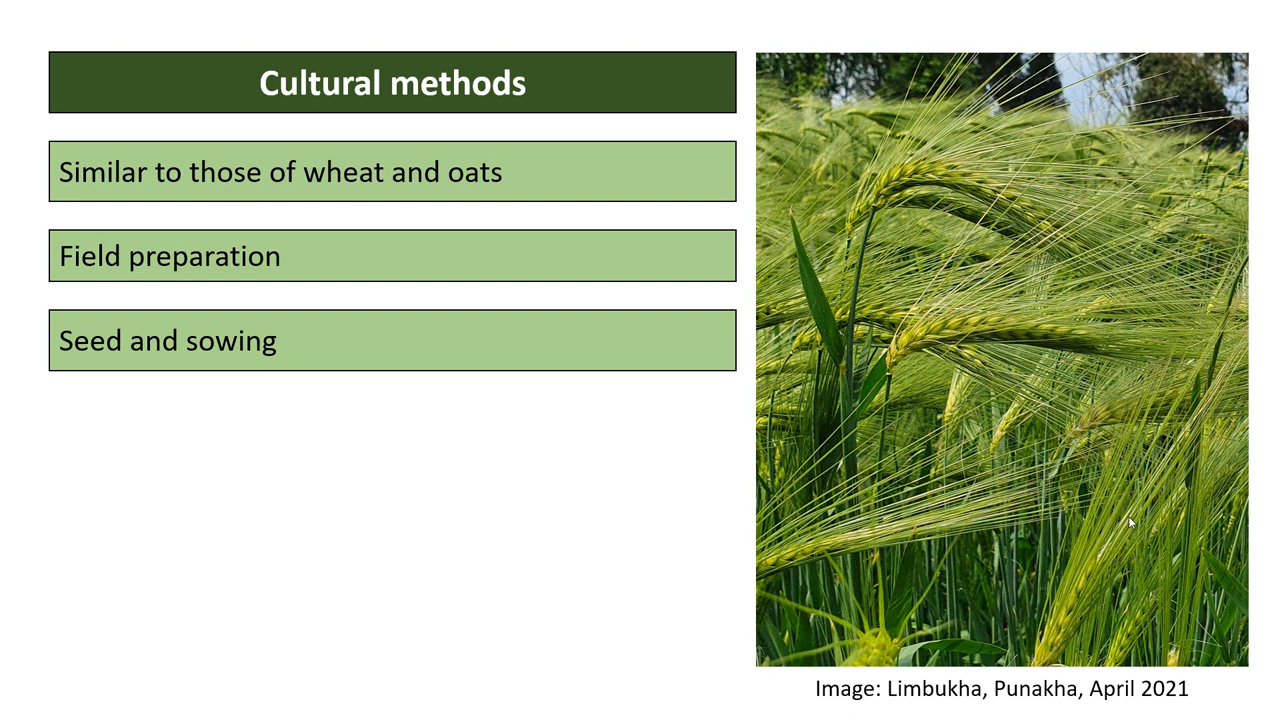 Cultural methods
Similar to those of wheat and oats
Field preparation
Seed and sowing
Image: Limbukha, Punakha, April 2021